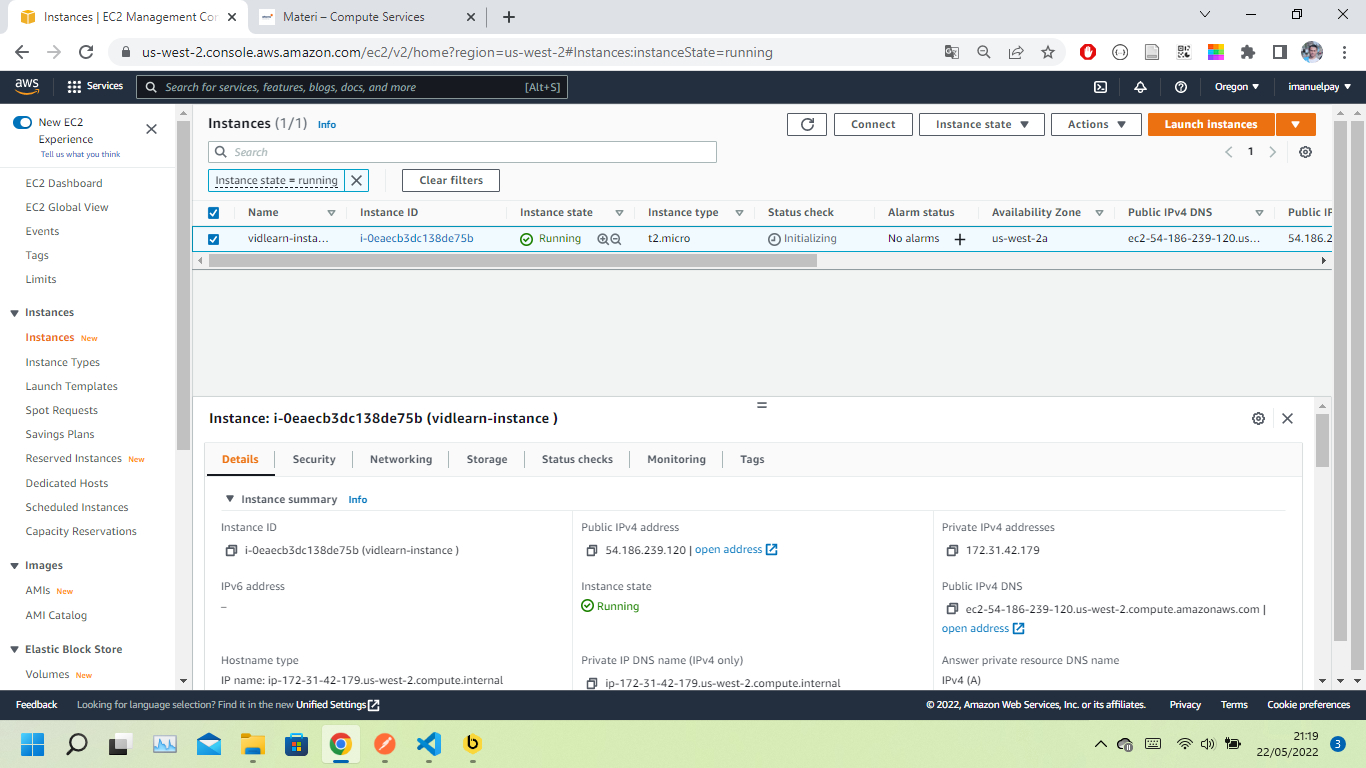 Instances | EC2 Management Con
Materi – Compute Services
us-west-2.console.aws.amazon.com/ec2/v2/home?region=us-west-2#Instances:instanceState=running
aws
Services
Search for services, features, blogs, docs, and more
[Alt+S]
Oregon
imanuelpay
New EC2
Experience
Tell us what you think
EC2 Dashboard
EC2 Global View
Events
Tags
Limits
Instances
Instances New
Instance Types
Launch Templates
Spot Requests
Savings Plans
Reserved Instances New
Dedicated Hosts
Scheduled Instances
Capacity Reservations
Images
AMIs New
AMI Catalog
Elastic Block Store
Volumes New
Instances (1/1) Info
Connect
Instance state
Actions
Launch instances
Search
1
Instance state = running
Clear filters
Name
Instance ID
Instance state
Instance type
Status check
Alarm status
Availability Zone
Public IPv4 DNS
Public IP
vidlearn-insta...
i-0eaecb3dc138de75b
Running
t2.micro
Initializing
No alarms
us-west-2a
ec2-54-186-239-120.us...
54.186.2
Instance: i-0eaecb3dc138de75b (vidlearn-instance )
Details
Security
Networking
Storage
Status checks
Monitoring
Tags
Instance summary Info
Instance ID
i-0eaecb3dc138de75b (vidlearn-instance )
Public IPv4 address
54.186.239.120 | open address
Private IPv4 addresses
172.31.42.179
IPv6 address
–
Instance state
Running
Public IPv4 DNS
ec2-54-186-239-120.us-west-2.compute.amazonaws.com |
open address
Hostname type
IP name: ip-172-31-42-179.us-west-2.compute.internal
Private IP DNS name (IPv4 only)
ip-172-31-42-179.us-west-2.compute.internal
Answer private resource DNS name
IPv4 (A)
Feedback
Looking for language selection? Find it in the new Unified Settings
© 2022, Amazon Web Services, Inc. or its affiliates.
Privacy
Terms
Cookie preferences
21:19
22/05/2022
3